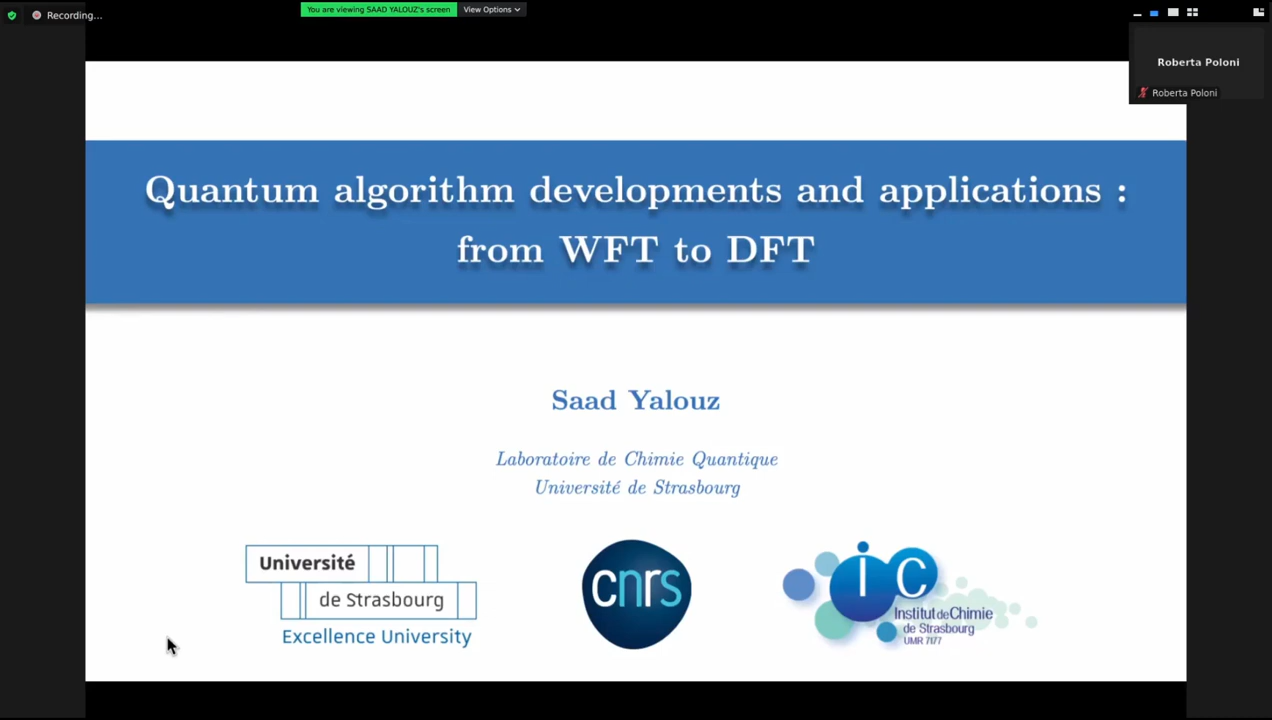 Recording...
You are viewing SAAD YALOUZ's screen
View Options
Roberta Poloni
Roberta Poloni
Quantum algorithm developments and applications :
from WFT to DFT
Saad Yalouz
Laboratoire de Chimie Quantique
Université de Strasbourg
Université
de Strasbourg
Excellence University
cnrs
ic
Institut de Chimie
de Strasbourg
UMR 7177